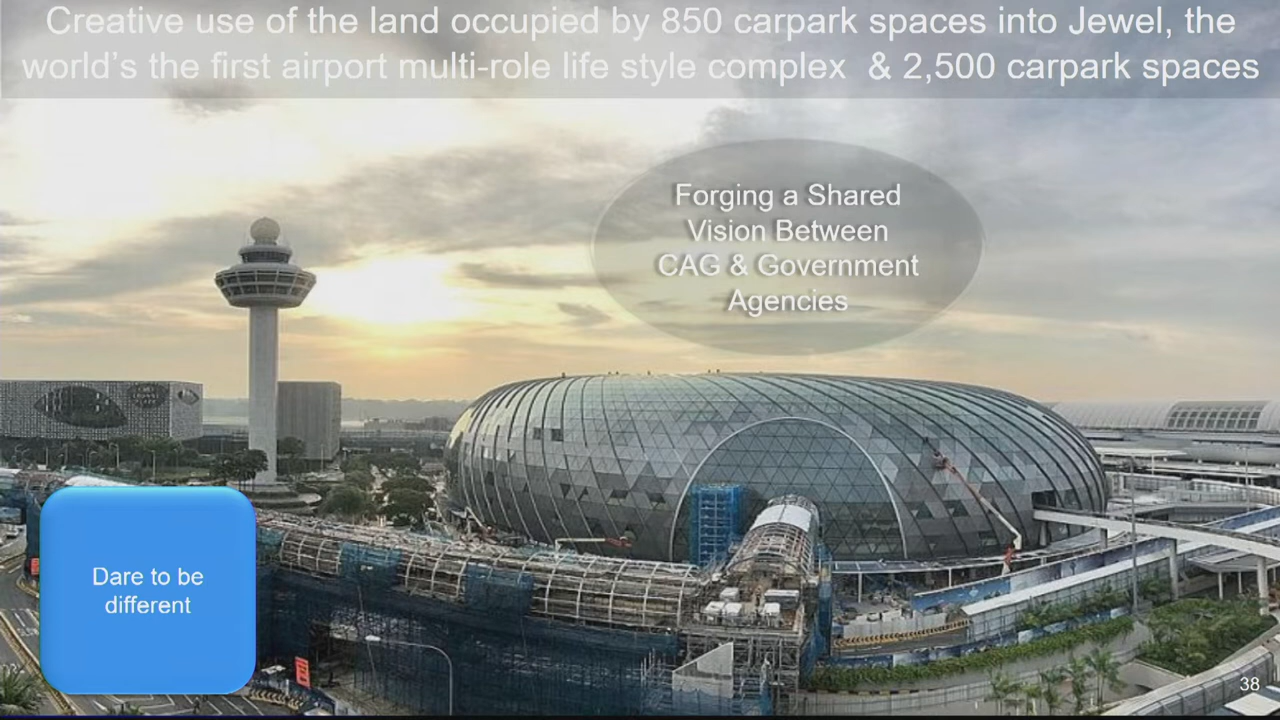 Creative use of the land occupied by 850 carpark spaces into Jewel, the
world's the first airport multi-role life style complex & 2,500 carpark spaces
Forging a Shared
Vision Between
CAG & Government
Agencies
Dare to be
different
38